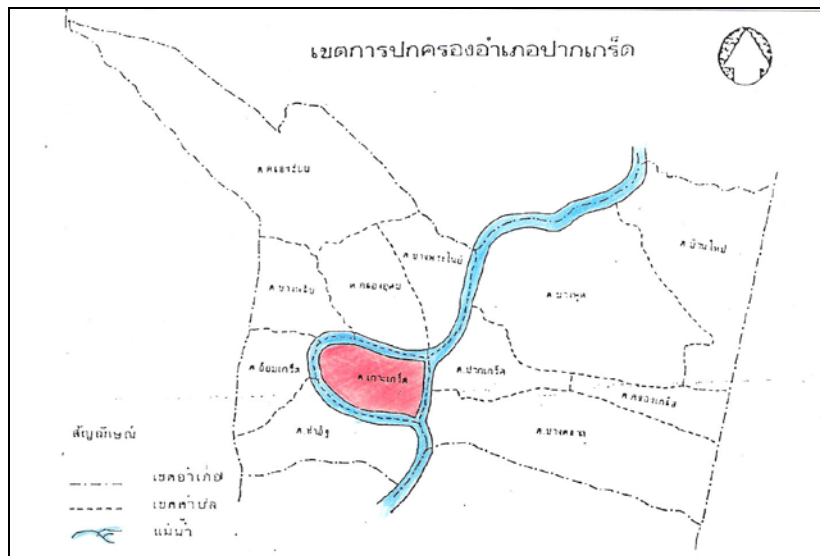 เขตการปกครองอำเภอปากเกร็ด
ต.คลองข่อย
ต.บางพลับ
ต.คลองพระอุดม
ต.บางตะไนย์
ต.บ้านใหม่
ต.บางพูด
ต.อ้อมเกร็ด
ต.เกาะเกร็ด
ต.ปากเกร็ด
ต.คลองเกลือ
ต.ท่าอิฐ
ต.บางตลาด
สัญลักษณ์
เขตอำเภอ
เขตตำบล
แม่น้ำ